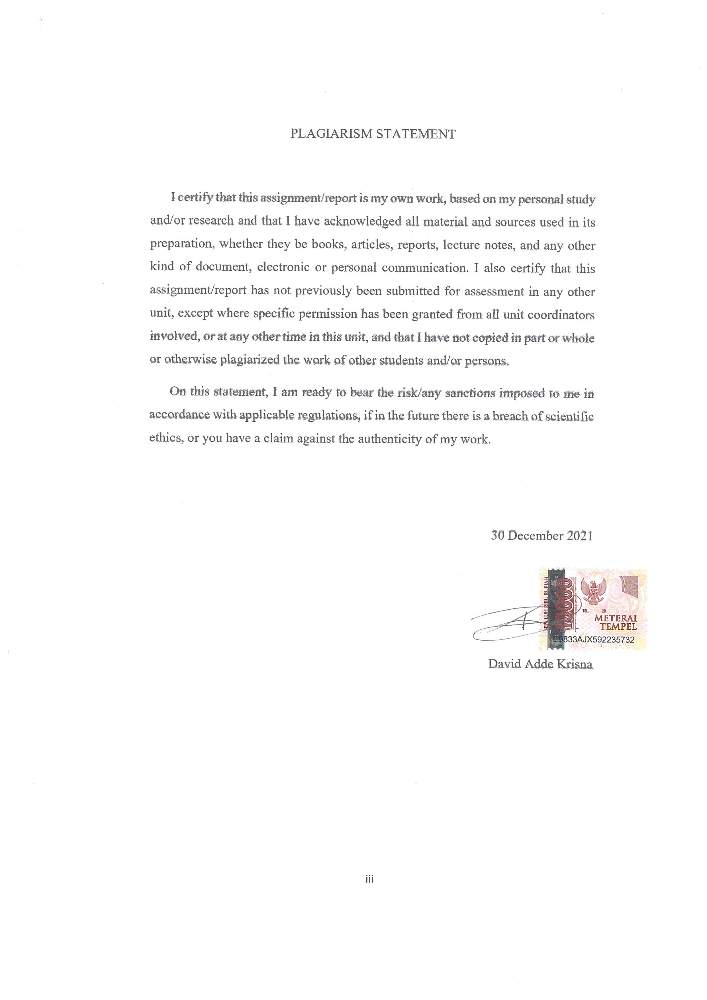 PLAGIARISM STATEMENT
I certify that this assignment/report is my own work, based on my personal study
and/or research and that I have acknowledged all material and sources used in its
preparation, whether they be books, articles, reports, lecture notes, and any other
kind of document, electronic or personal communication. I also certify that this
assignment/report has not previously been submitted for assessment in any other
unit, except where specific permission has been granted from all unit coordinators
involved, or at any other time in this unit, and that I have not copied in part or whole
or otherwise plagiarized the work of other students and/or persons.
On this statement, I am ready to bear the risk/any sanctions imposed to me in
accordance with applicable regulations, if in the future there is a breach of scientific
ethics, or you have a claim against the authenticity of my work.
30 December 2021
SEPULUH RIBU RUPIAH
10000
TGL. 20
METERAI
TEMPEL
E9833AJX592235732
David Adde Krisna
iii